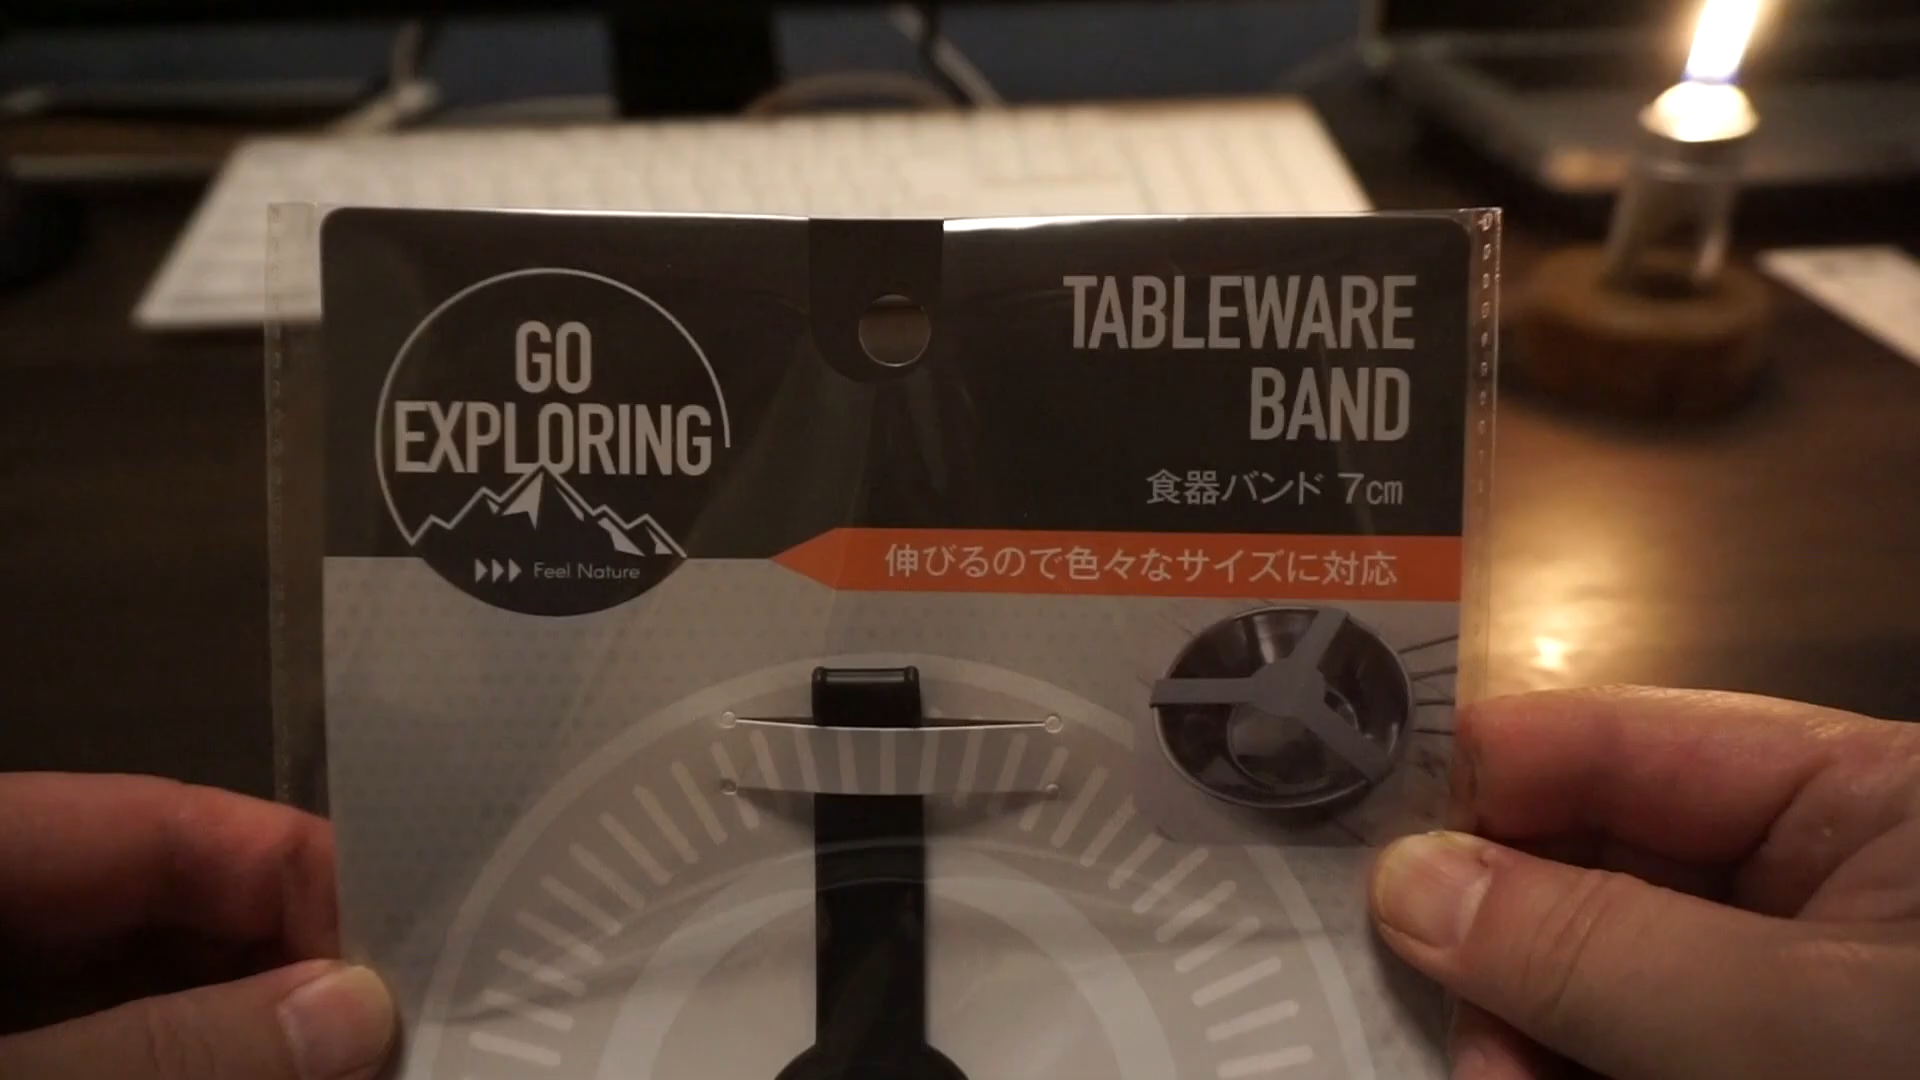 GO
EXPLORING
Feel Nature
TABLEWARE
BAND
食器バンド 7cm
伸びるので色々なサイズに対応